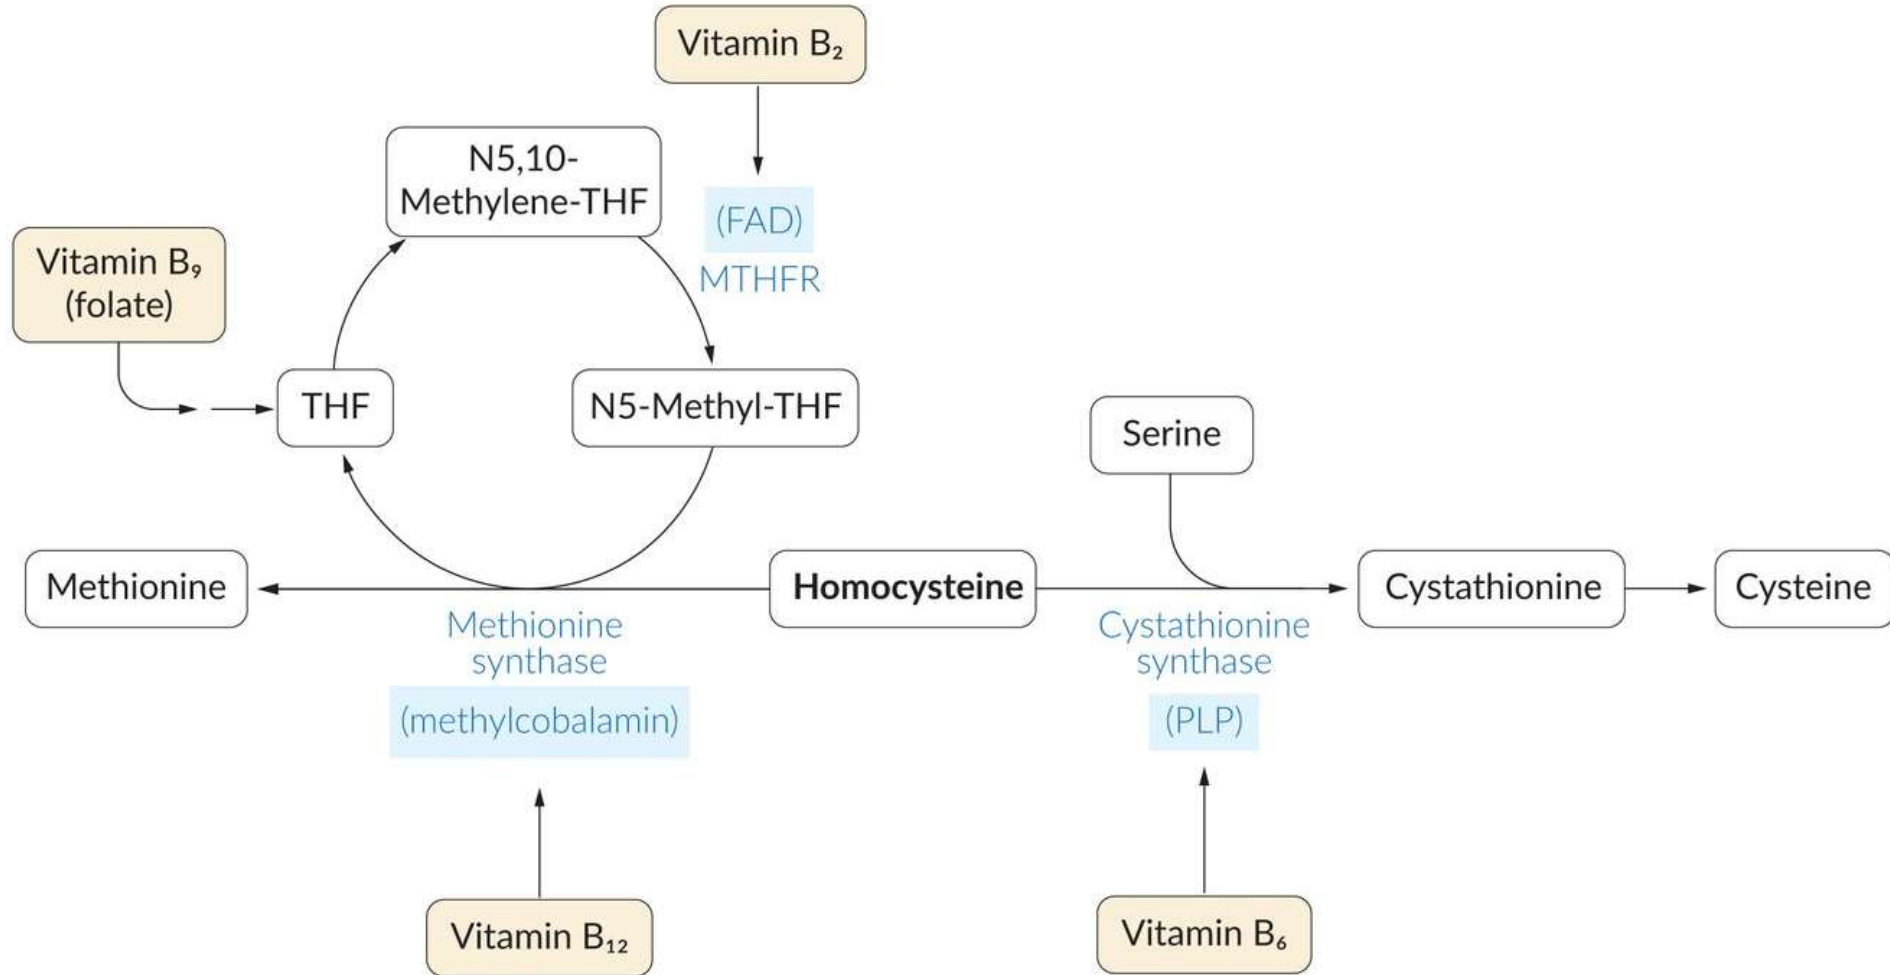 Vitamin B₂
N5,10-
Methylene-THF
(FAD)
MTHFR
Vitamin B₉
(folate)
THF
N5-Methyl-THF
Serine
Methionine
Homocysteine
Cystathionine
Cysteine
Methionine
synthase
(methylcobalamin)
Cystathionine
synthase
(PLP)
Vitamin B₁₂
Vitamin B₆